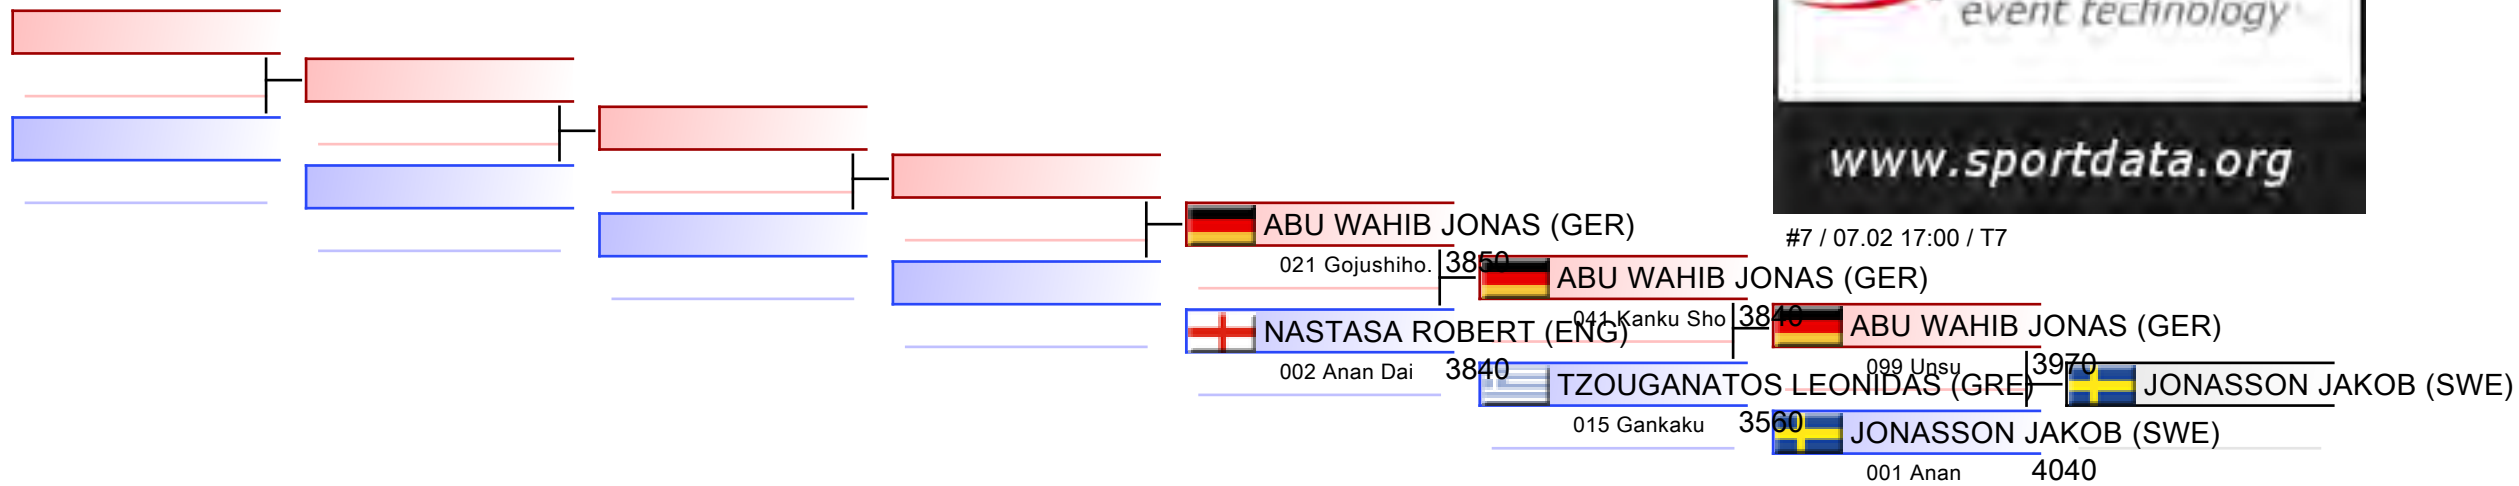 event technology
www.sportdata.org
#7 / 07.02 17:00 / T7
ABU WAHIB JONAS (GER)
021 Gojushiho. 3850
NASTASA ROBERT (ENG)
002 Anan Dai 3840
ABU WAHIB JONAS (GER)
041 Kanku Sho 3840
TZOUGANATOS LEONIDAS (GRE)
015 Gankaku 3560
ABU WAHIB JONAS (GER)
099 Unsu 3970
JONASSON JAKOB (SWE)
001 Anan 4040
JONASSON JAKOB (SWE)